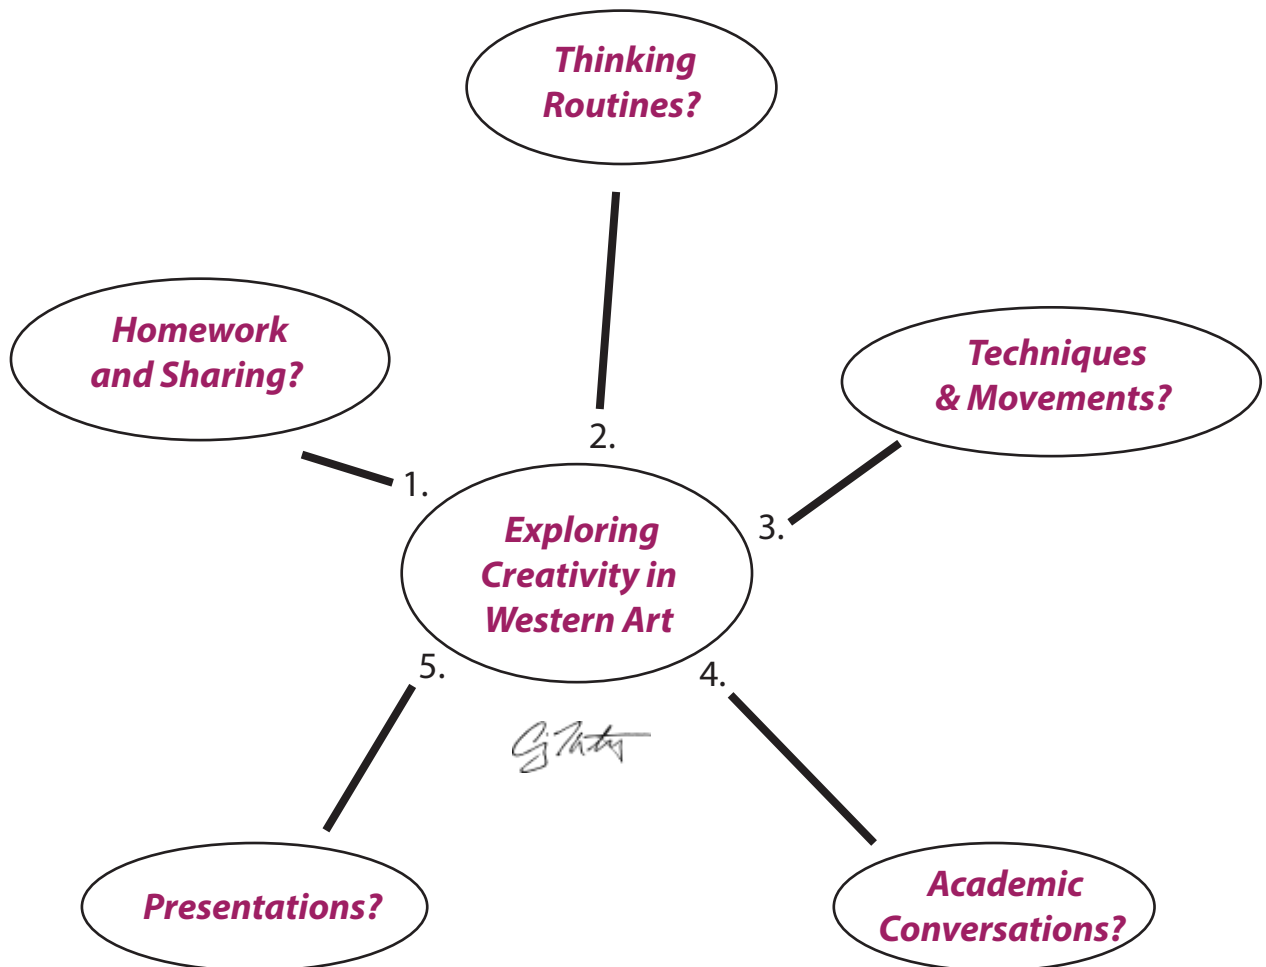 Thinking
Routines?
Homework
and Sharing?
Techniques
& Movements?
2.
1.
3.
Exploring
Creativity in
Western Art
5.
4.
Presentations?
Academic
Conversations?